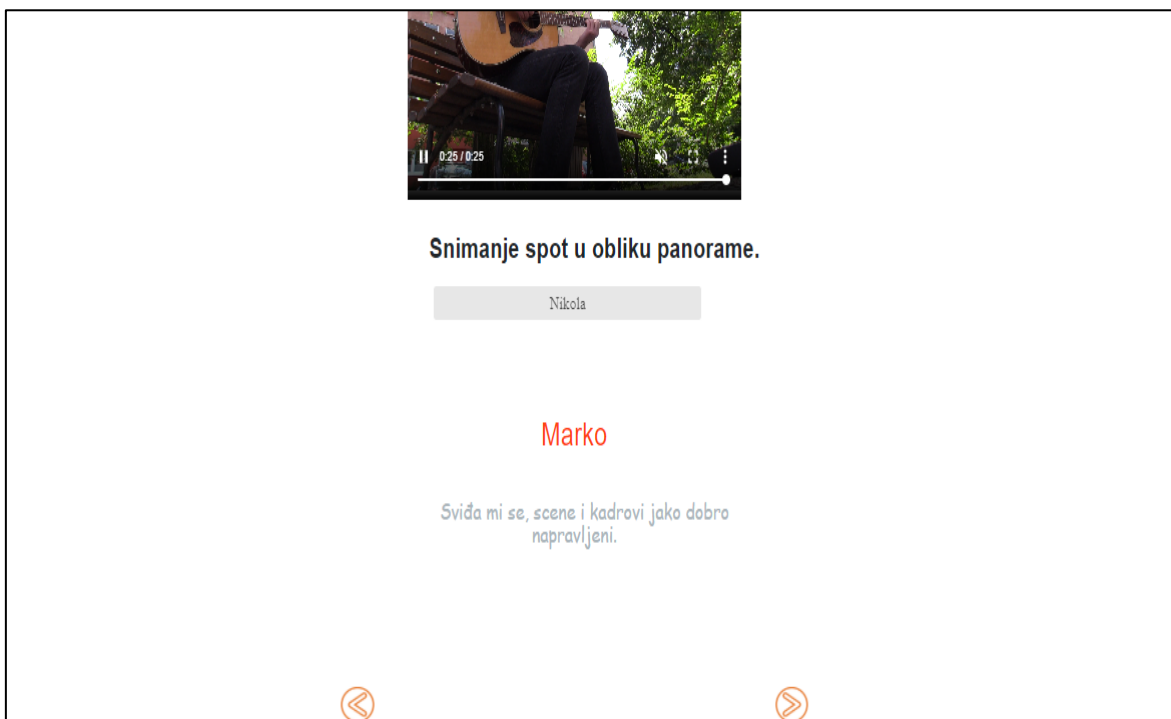 0:25 / 0:25
Snimanje spot u obliku panorame.
Nikola
Marko
Sviđa mi se, scene i kadrovi jako dobro
napravljeni.